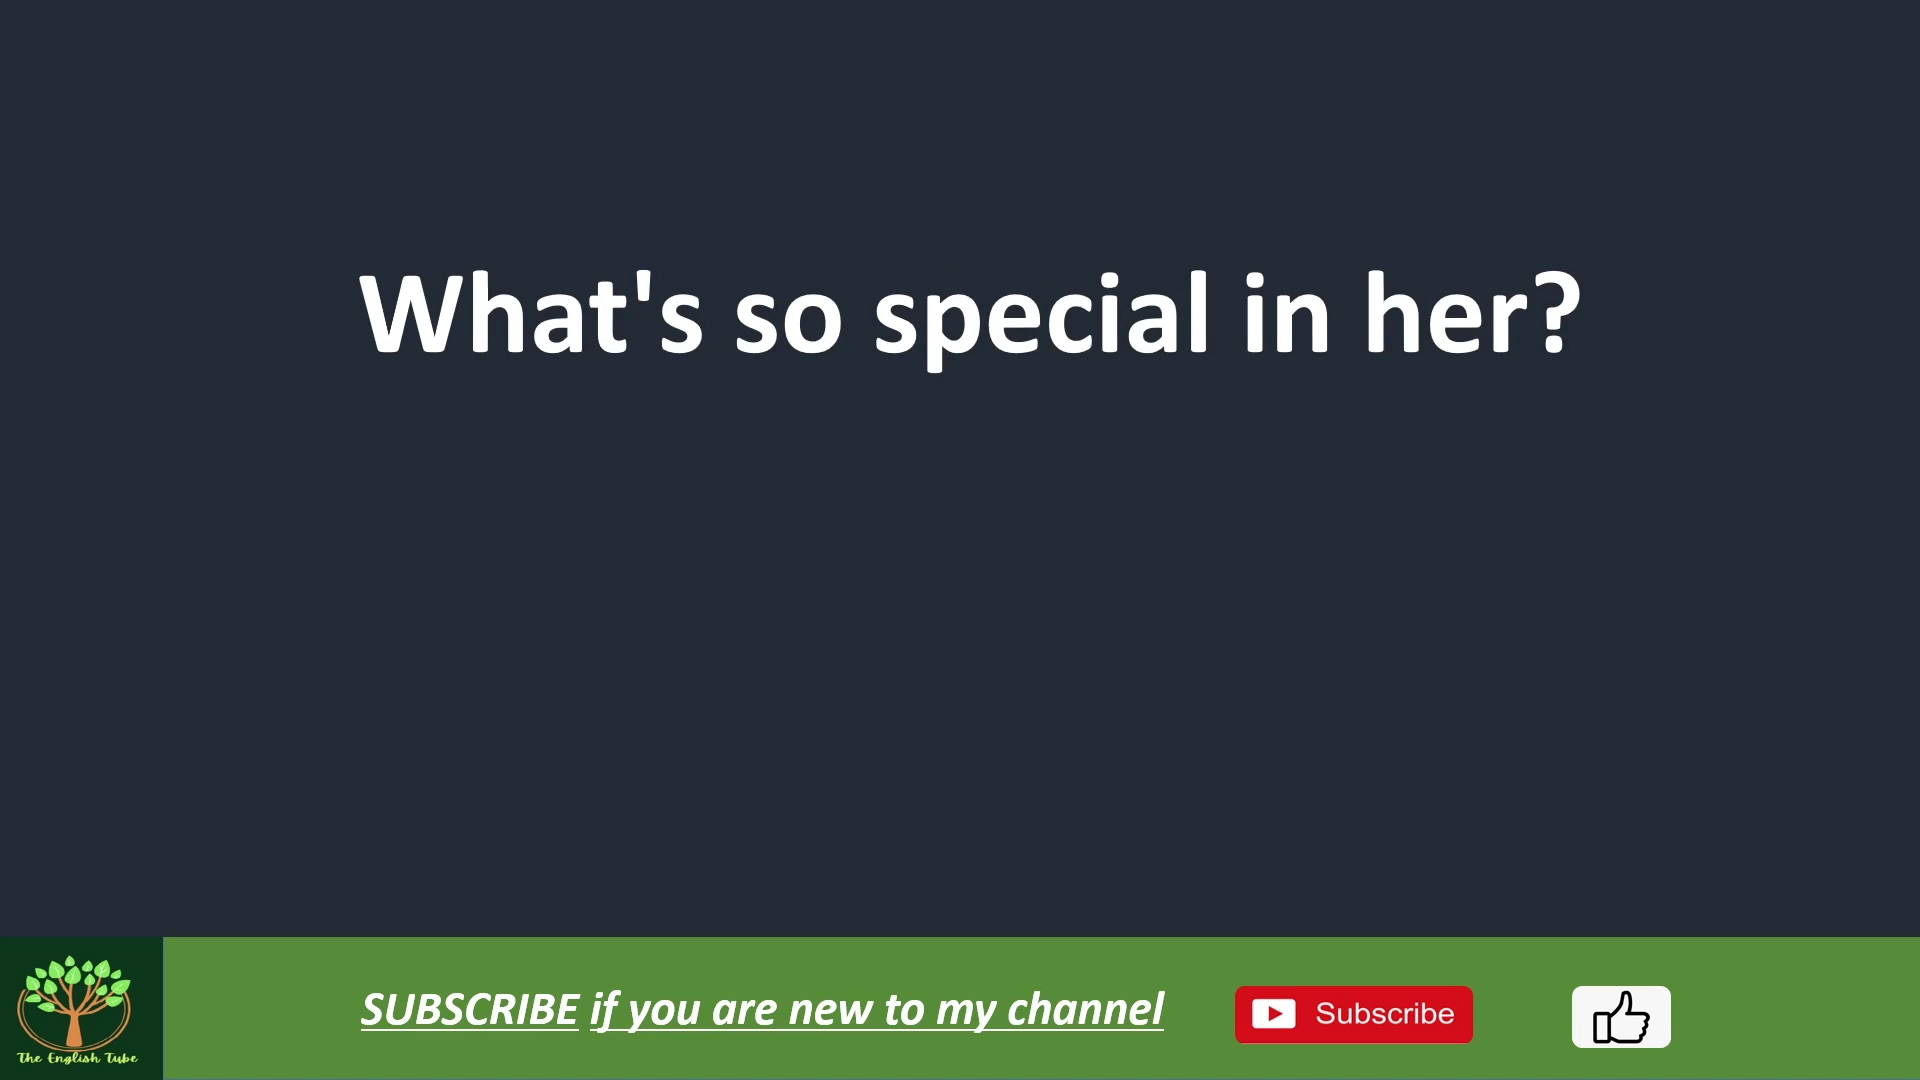 What's so special in her?
SUBSCRIBE if you are new to my channel
Subscribe
The English Tube